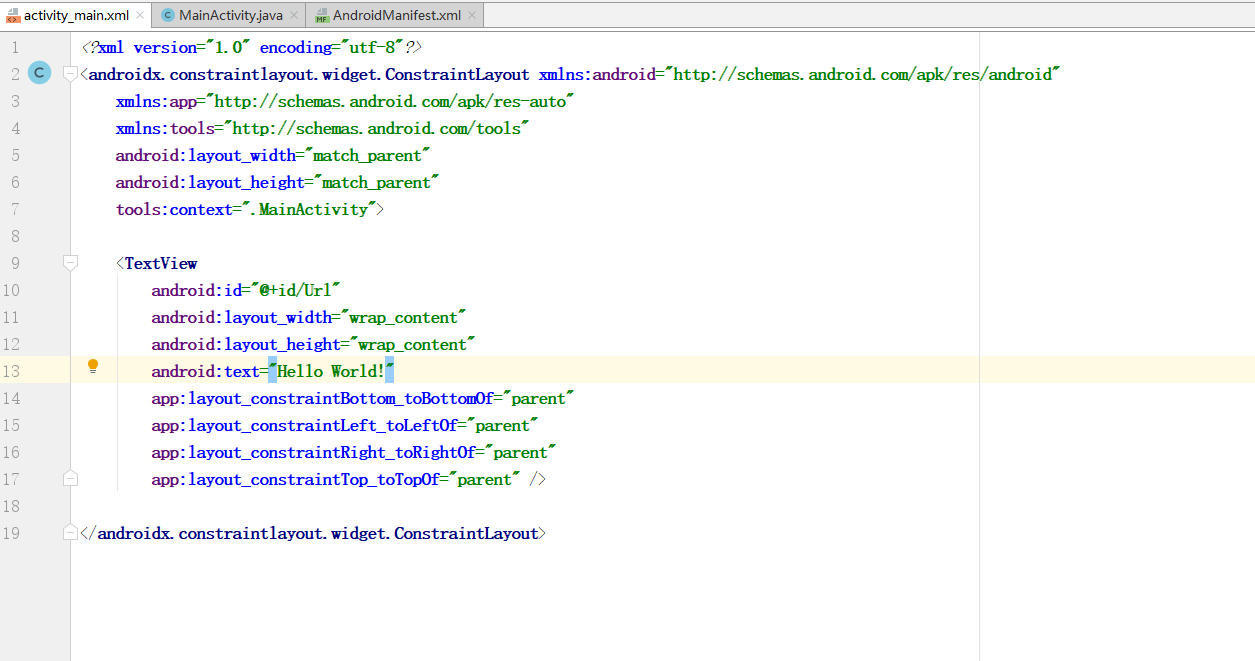 activity_main.xml MainActivity.java AndroidManifest.xml
1 <?xml version="1.0" encoding="utf-8"?>
2 C <androidx.constraintlayout.widget.ConstraintLayout xmlns:android="http://schemas.android.com/apk/res/android"
3 xmlns:app="http://schemas.android.com/apk/res-auto"
4 xmlns:tools="http://schemas.android.com/tools"
5 android:layout_width="match_parent"
6 android:layout_height="match_parent"
7 tools:context=".MainActivity">
8
9 <TextView
10 android:id="@+id/Url"
11 android:layout_width="wrap_content"
12 android:layout_height="wrap_content"
13 android:text="Hello World!"
14 app:layout_constraintBottom_toBottomOf="parent"
15 app:layout_constraintLeft_toLeftOf="parent"
16 app:layout_constraintRight_toRightOf="parent"
17 app:layout_constraintTop_toTopOf="parent" />
18
19 </androidx.constraintlayout.widget.ConstraintLayout>